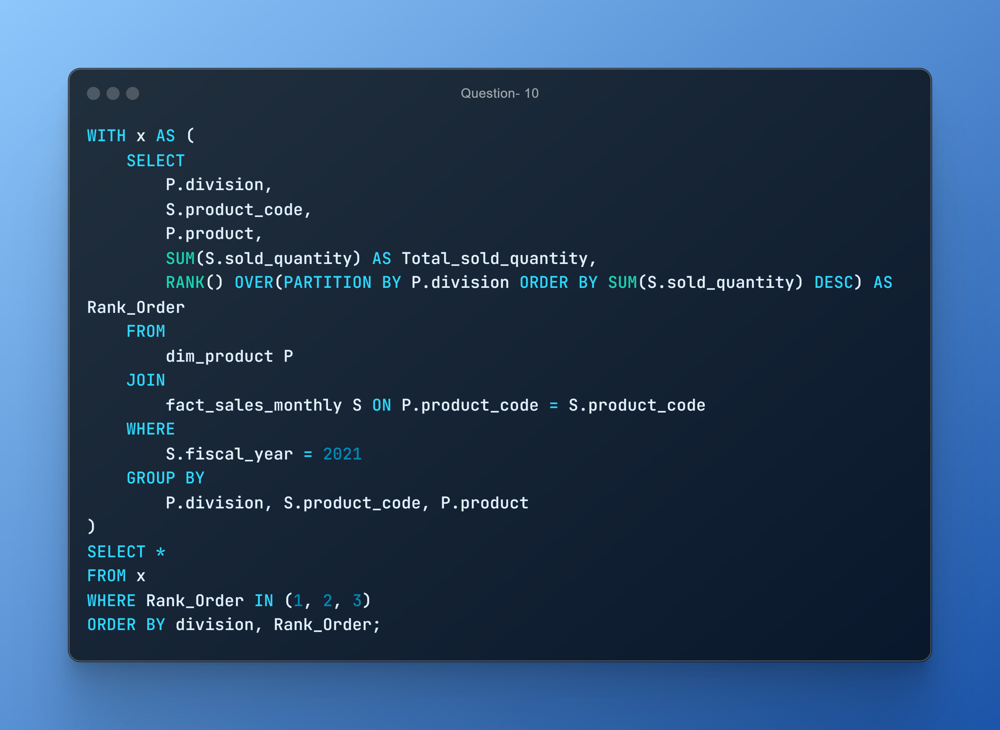 Question- 10
WITH x AS (
    SELECT
        P.division,
        S.product_code,
        P.product,
        SUM(S.sold_quantity) AS Total_sold_quantity,
        RANK() OVER(PARTITION BY P.division ORDER BY SUM(S.sold_quantity) DESC) AS
Rank_Order
    FROM
        dim_product P
    JOIN
        fact_sales_monthly S ON P.product_code = S.product_code
    WHERE
        S.fiscal_year = 2021
    GROUP BY
        P.division, S.product_code, P.product
)
SELECT *
FROM x
WHERE Rank_Order IN (1, 2, 3)
ORDER BY division, Rank_Order;